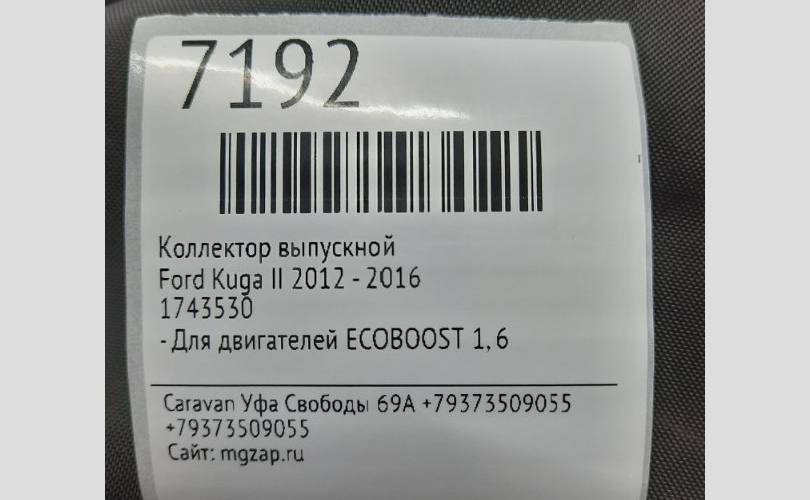 7192
Коллектор выпускной
Ford Kuga II 2012 - 2016
1743530
- Для двигателей ECOBOOST 1,6
Caravan Уфа Свободы 69А +79373509055
+79373509055
Сайт: mgzap.ru